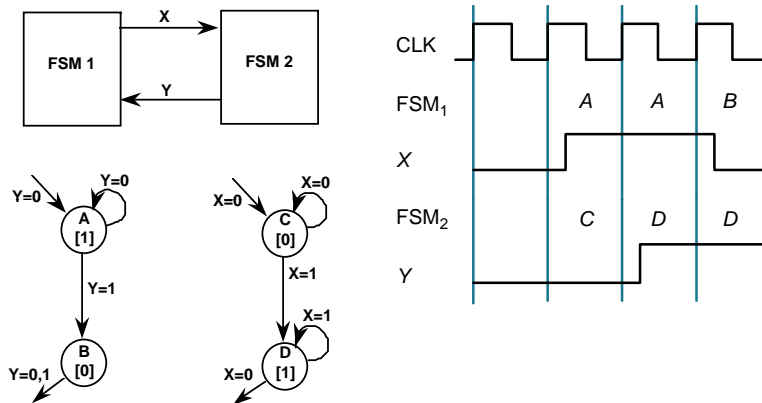 X
FSM 1
FSM 2
Y
Y=0
Y=0
A
[1]
Y=1
B
[0]
Y=0,1
X=0
X=0
C
[0]
X=1
X=1
D
[1]
X=0
CLK
FSM1 A A B
X
FSM2 C D D
Y